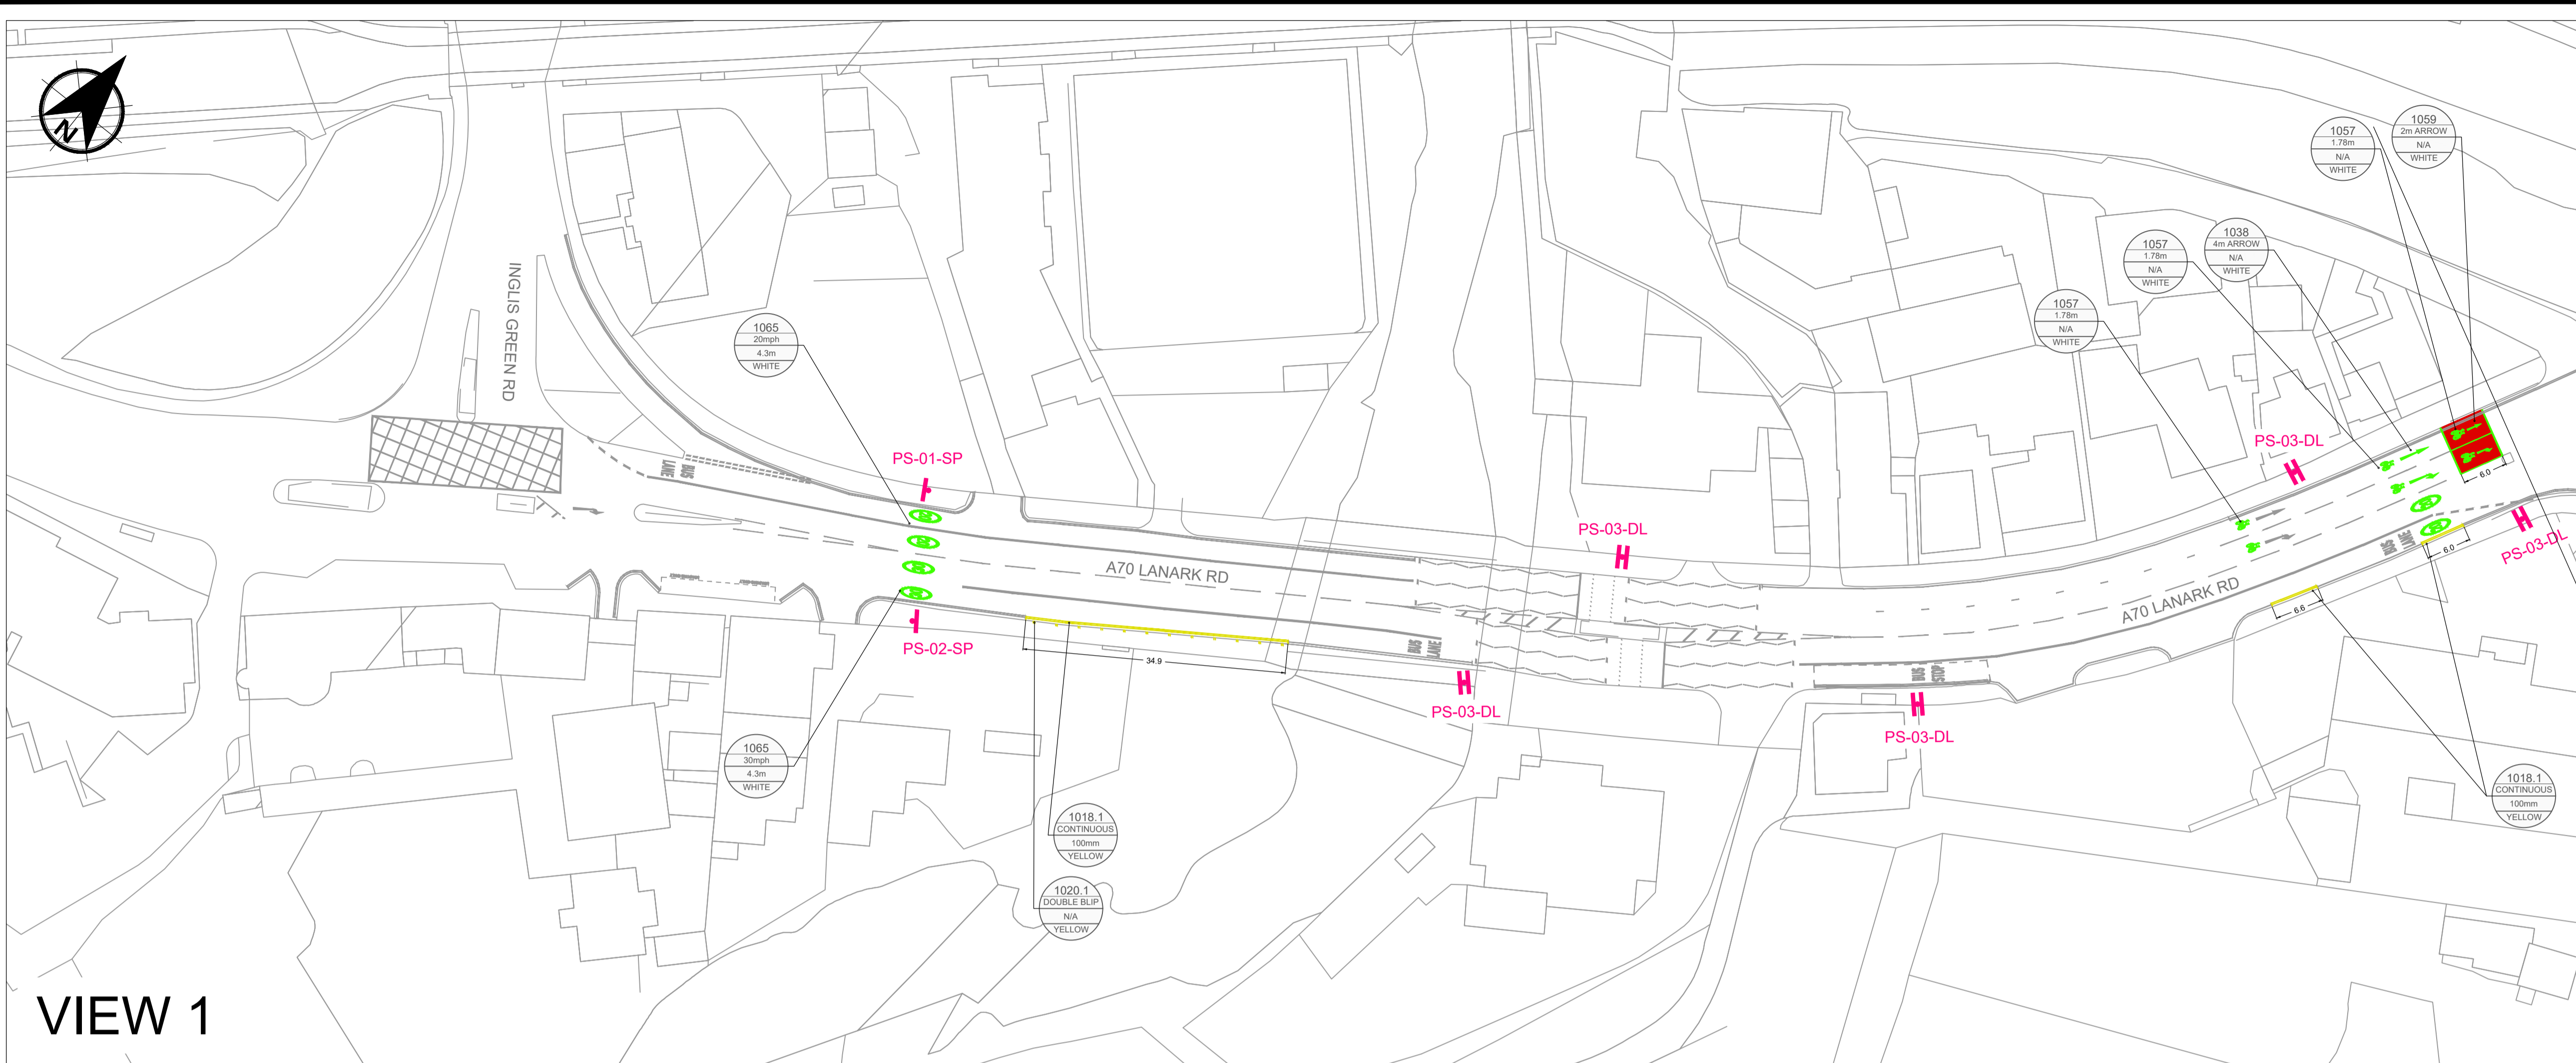 N
1059
2m ARROW
N/A
WHITE
1057
1.78m
N/A
WHITE
1038
4m ARROW
N/A
WHITE
1057
1.78m
N/A
WHITE
1057
1.78m
N/A
WHITE
INGLIS GREEN RD
1065
20mph
4.3m
WHITE
PS-01-SP
PS-03-DL
BUS
LANE
6.0
PS-03-DL
PS-03-DL
BUS
LANE
6.0
A70 LANARK RD
A70 LANARK RD
6.6
PS-02-SP
34.9
BUS
LANE
BUS
STOP
PS-03-DL
PS-03-DL
1065
30mph
4.3m
WHITE
1018.1
CONTINUOUS
100mm
YELLOW
1018.1
CONTINUOUS
100mm
YELLOW
1020.1
DOUBLE BLIP
N/A
YELLOW
VIEW 1